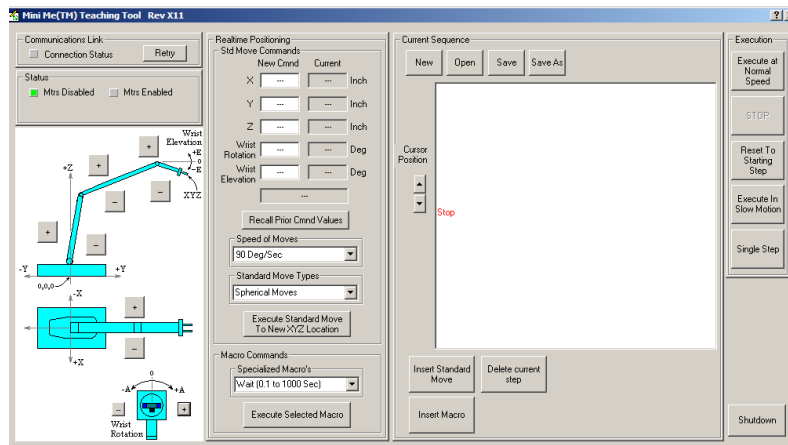 Mini Me(TM) Teaching Tool Rev X11
Communications Link
Connection Status
Retry
Status
Mtrs Disabled
Mtrs Enabled
Wrist
Elevation
+E
0
-E
+Z
XYZ
+
+
+
–
–
–
-Y
+Y
0,0,0
-X
+
–
+X
0
-A
+A
--
+
Wrist
Rotation
Realtime Positioning
Std Move Commands
New Cmnd
Current
X --- --- Inch
Y --- --- Inch
Z --- --- Inch
Wrist
Rotation --- --- Deg
Wrist
Elevation --- --- Deg
---
Recall Prior Cmnd Values
Speed of Moves
90 Deg/Sec
Standard Move Types
Spherical Moves
Execute Standard Move
To New XYZ Location
Macro Commands
Specialized Macro's
Wait (0.1 to 1000 Sec)
Execute Selected Macro
Current Sequence
New
Open
Save
Save As
Cursor
Position
Stop
Insert Standard
Move
Delete current
step
Insert Macro
Execution
Execute at
Normal
Speed
STOP
Reset To
Starting
Step
Execute In
Slow Motion
Single Step
Shutdown